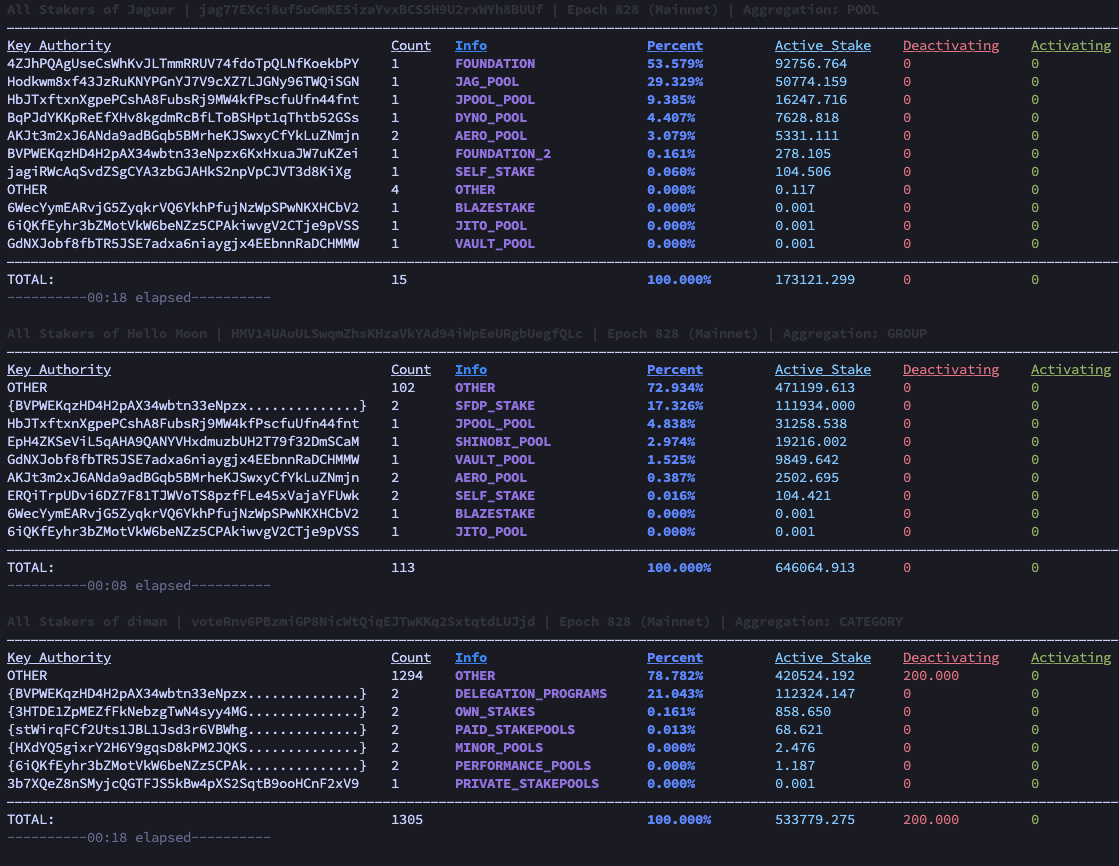 All Stakers of Jaguar | jag77EXci8uf5uGmKE5izaYvxBCS5H9U2rxWYh8BUUf | Epoch 828 (Mainnet) | Aggregation: POOL
Key Authority Count Info Percent Active Stake Deactivating Activating
4ZJhPQAgUseCsWhKvJLTmmRRUV74fdoTpQLNfKoekbPY 1 FOUNDATION 53.579% 92756.764 0 0
Hodkwm8xf43JzRuKNYPGnYJ7V9cXZ7LJGNy96TWQiSGN 1 JAG_POOL 29.329% 50774.159 0 0
HbJTxftxnXgpePCshA8FubsRj9MW4kfPscfuUfn44fnt 1 JPOOL_POOL 9.385% 16247.716 0 0
BqPJdYKKpReEfXHv8kgdmRcBfLToBSHpt1qThtb52GSs 1 DYNO_POOL 4.407% 7628.818 0 0
AKJt3m2xJ6ANda9adBGqb5BMrheKJSwxyCfYkLuZNmjn 2 AERO_POOL 3.079% 5331.111 0 0
BVPWEKqzHD4H2pAX34wbtn33eNpzx6KxHxuaJW7uKZei 1 FOUNDATION_2 0.161% 278.105 0 0
jagiRWcAqSvdZSgCYA3zbGJAHkS2npVpCJVT3d8KiXg 1 SELF_STAKE 0.060% 104.506 0 0
OTHER 4 OTHER 0.000% 0.117 0 0
6WecYymEARvjG5ZyqkrVQ6YkhPfujNzWpSPwNKXHCbV2 1 BLAZESTAKE 0.000% 0.001 0 0
6iQKfEyhr3bZMotVkW6beNZz5CPAkiwvgV2CTje9pVSS 1 JITO_POOL 0.000% 0.001 0 0
GdNXJobf8fbTR5JSE7adxa6niaygjx4EEbnnRaDCHMMW 1 VAULT_POOL 0.000% 0.001 0 0
TOTAL: 15 100.000% 173121.299 0 0
----------00:18 elapsed----------
All Stakers of Hello Moon | HMV14UAuULSwqmZhsKHzaVkYAd94iWpEeURgbUegfQLc | Epoch 828 (Mainnet) | Aggregation: GROUP
Key Authority Count Info Percent Active Stake Deactivating Activating
OTHER 102 OTHER 72.934% 471199.613 0 0
{BVPWEKqzHD4H2pAX34wbtn33eNpzx..............} 2 SFDP_STAKE 17.326% 111934.000 0 0
HbJTxftxnXgpePCshA8FubsRj9MW4kfPscfuUfn44fnt 1 JPOOL_POOL 4.838% 31258.538 0 0
EpH4ZKSeViL5qAHA9QANYVHxdmuzbUH2T79f32DmSCaM 1 SHINOBI_POOL 2.974% 19216.002 0 0
GdNXJobf8fbTR5JSE7adxa6niaygjx4EEbnnRaDCHMMW 1 VAULT_POOL 1.525% 9849.642 0 0
AKJt3m2xJ6ANda9adBGqb5BMrheKJSwxyCfYkLuZNmjn 2 AERO_POOL 0.387% 2502.695 0 0
ERQiTrpUDvi6DZ7F81TJWVoTS8pzfFLe45xVajaYFUwk 2 SELF_STAKE 0.016% 104.421 0 0
6WecYymEARvjG5ZyqkrVQ6YkhPfujNzWpSPwNKXHCbV2 1 BLAZESTAKE 0.000% 0.001 0 0
6iQKfEyhr3bZMotVkW6beNZz5CPAkiwvgV2CTje9pVSS 1 JITO_POOL 0.000% 0.001 0 0
TOTAL: 113 100.000% 646064.913 0 0
----------00:08 elapsed----------
All Stakers of diman | voteRnv6PBzmiGP8NicWtQiqEJTwKKq2SxtqtdLUJjd | Epoch 828 (Mainnet) | Aggregation: CATEGORY
Key Authority Count Info Percent Active Stake Deactivating Activating
OTHER 1294 OTHER 78.782% 420524.192 200.000 0
{BVPWEKqzHD4H2pAX34wbtn33eNpzx..............} 2 DELEGATION_PROGRAMS 21.043% 112324.147 0 0
{3HTDE1ZpMEZfFkNebzgTwN4syy4MG..............} 2 OWN_STAKES 0.161% 858.650 0 0
{stWirqFCf2Uts1JBL1Jsd3r6VBWhg..............} 2 PAID_STAKEPOOLS 0.013% 68.621 0 0
{HXdYQ5gixrY2H6Y9gqsD8kPM2JQKS..............} 2 MINOR_POOLS 0.000% 2.476 0 0
{6iQKfEyhr3bZMotVkW6beNZz5CPAk..............} 2 PERFORMANCE_POOLS 0.000% 1.187 0 0
3b7XQeZ8nSMyjcQGTFJS5kBw4pXS2SqtB9ooHCnF2xV9 1 PRIVATE_STAKEPOOLS 0.000% 0.001 0 0
TOTAL: 1305 100.000% 533779.275 200.000 0
----------00:18 elapsed----------